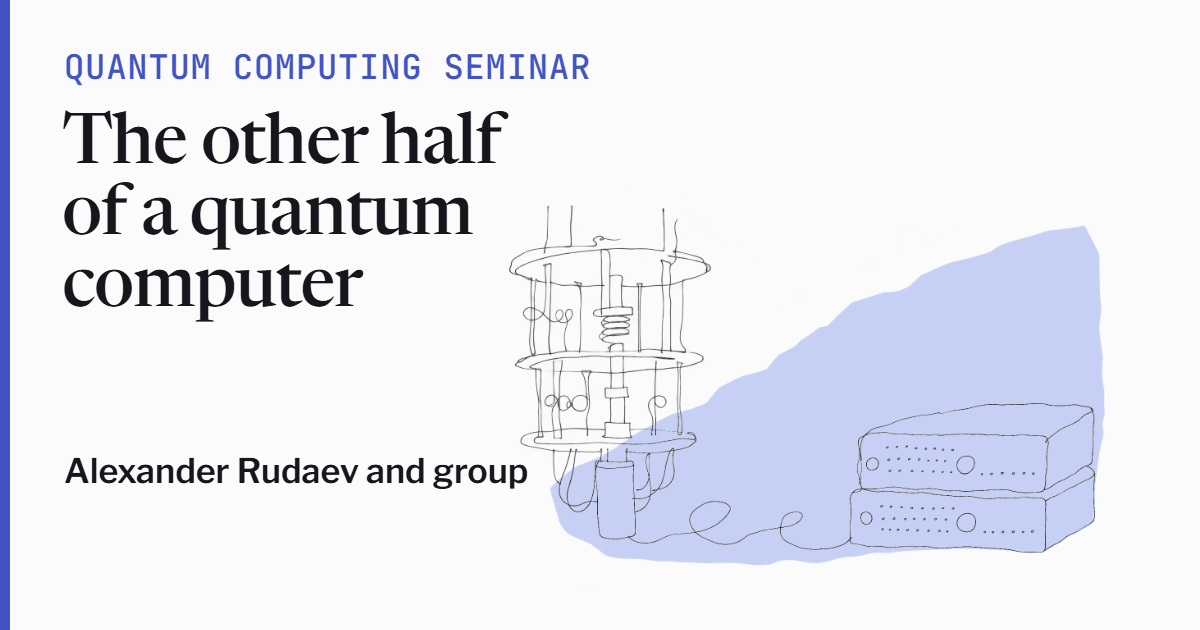 QUANTUM COMPUTING SEMINAR
The other half
of a quantum
computer
Alexander Rudaev and group